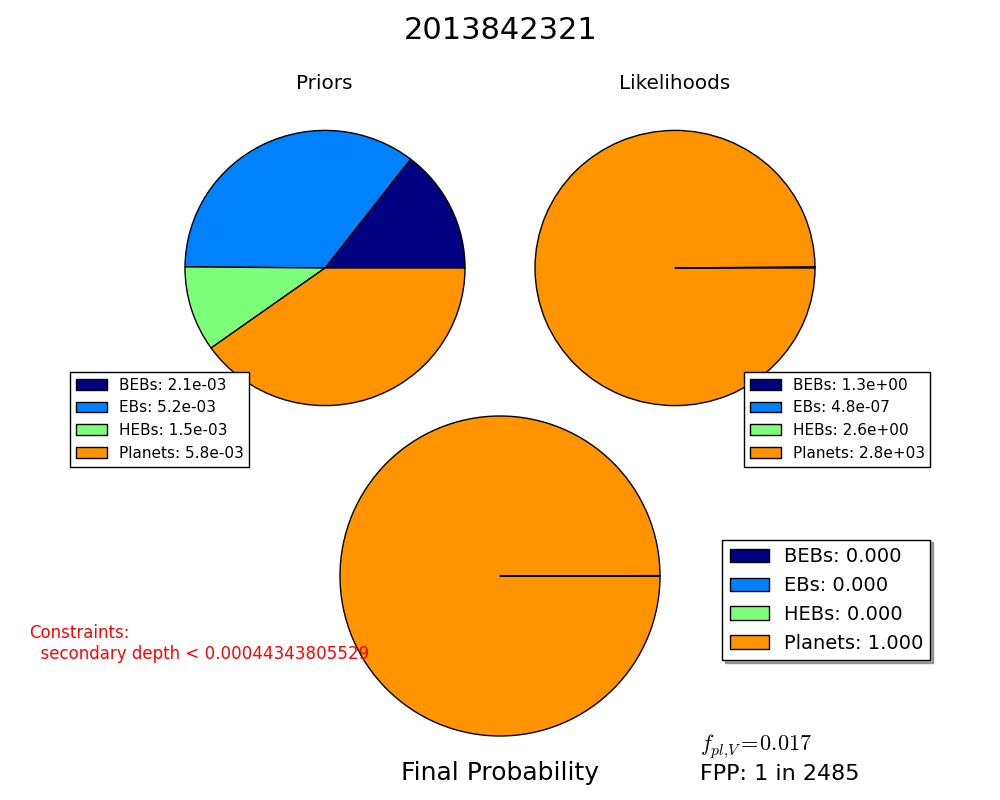 2013842321
Priors
Likelihoods
BEBs: 2.1e-03
EBs: 5.2e-03
HEBs: 1.5e-03
Planets: 5.8e-03
BEBs: 1.3e+00
EBs: 4.8e-07
HEBs: 2.6e+00
Planets: 2.8e+03
BEBs: 0.000
EBs: 0.000
HEBs: 0.000
Planets: 1.000
Constraints:
secondary depth < 0.00044343805529
f_{pl,V}=0.017
FPP: 1 in 2485
Final Probability